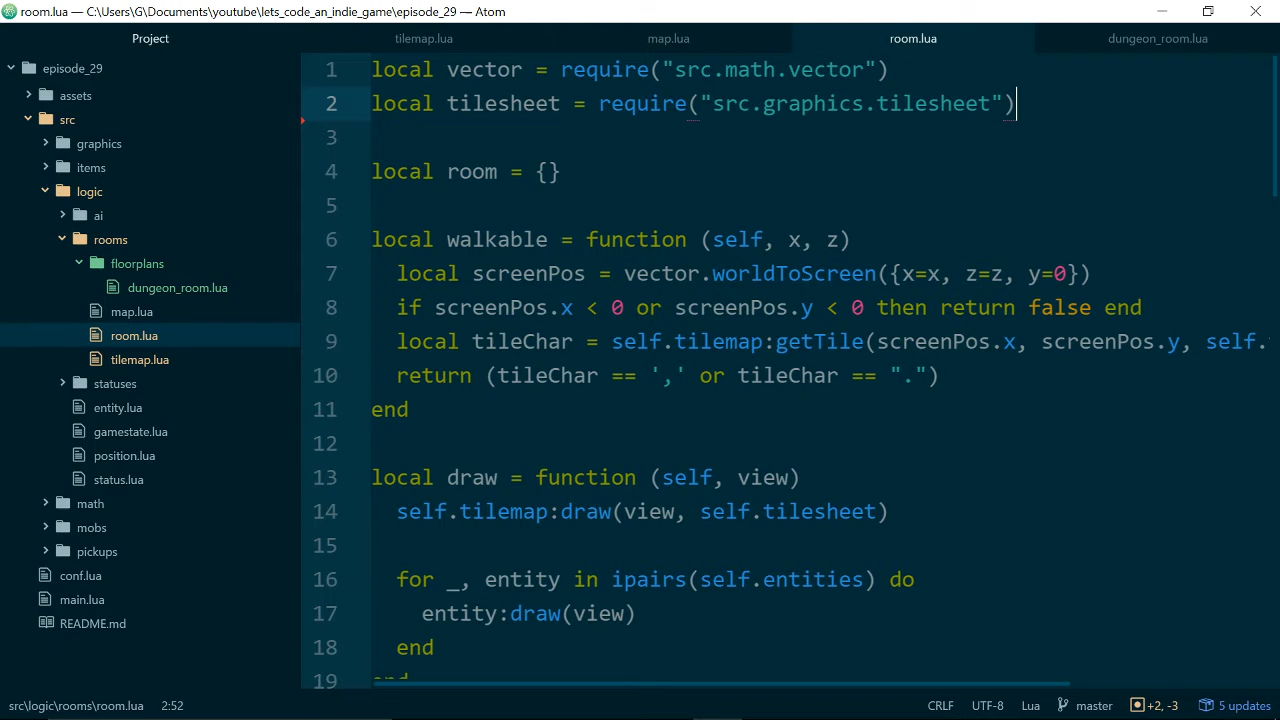 room.lua — C:\Users\G\Documents\youtube\lets_code_an_indie_game\episode_29 — Atom
Project
tilemap.lua
map.lua
room.lua
dungeon_room.lua
episode_29
assets
src
graphics
items
logic
ai
rooms
floorplans
dungeon_room.lua
map.lua
room.lua
tilemap.lua
statuses
entity.lua
gamestate.lua
position.lua
status.lua
math
mobs
pickups
conf.lua
main.lua
README.md
1 local vector = require("src.math.vector")
2 local tilesheet = require("src.graphics.tilesheet")
3
4 local room = {}
5
6 local walkable = function (self, x, z)
7 local screenPos = vector.worldToScreen({x=x, z=z, y=0})
8 if screenPos.x < 0 or screenPos.y < 0 then return false end
9 local tileChar = self.tilemap:getTile(screenPos.x, screenPos.y, self.
10 return (tileChar == ',' or tileChar == ".")
11 end
12
13 local draw = function (self, view)
14 self.tilemap:draw(view, self.tilesheet)
15
16 for _, entity in ipairs(self.entities) do
17 entity:draw(view)
18 end
19 end
src\logic\rooms\room.lua 2:52 CRLF UTF-8 Lua master +2, -3 5 updates